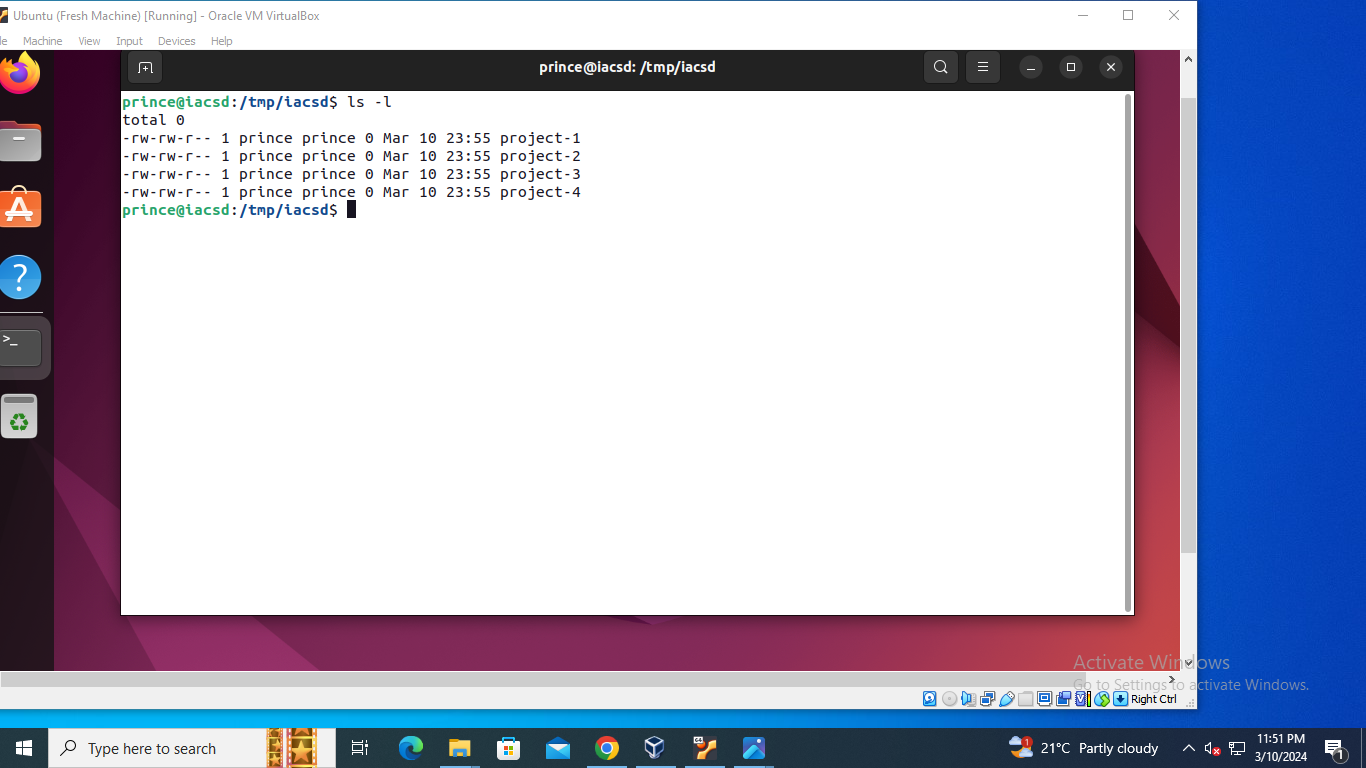 Ubuntu (Fresh Machine) [Running] - Oracle VM VirtualBox
Machine View Input Devices Help
prince@iacsd: /tmp/iacsd
prince@iacsd:/tmp/iacsd$ ls -l
total 0
-rw-rw-r-- 1 prince prince 0 Mar 10 23:55 project-1
-rw-rw-r-- 1 prince prince 0 Mar 10 23:55 project-2
-rw-rw-r-- 1 prince prince 0 Mar 10 23:55 project-3
-rw-rw-r-- 1 prince prince 0 Mar 10 23:55 project-4
prince@iacsd:/tmp/iacsd$
Activate Windows
Go to Settings to activate Windows.
Right Ctrl
Type here to search
21°C Partly cloudy
11:51 PM
3/10/2024